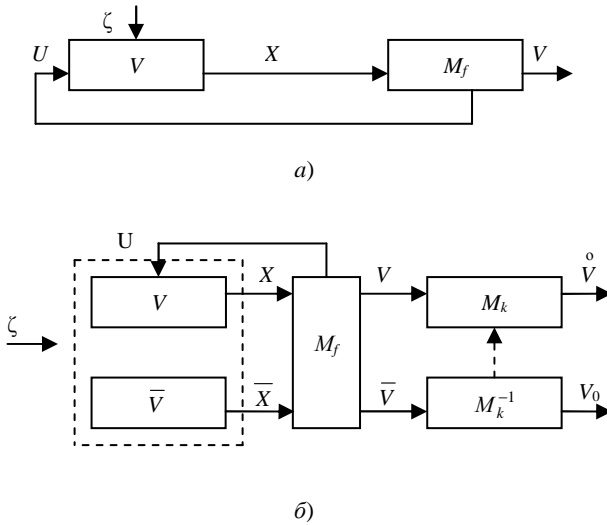 ζ
U V X M_f V
а)
U
V X V M_k V̊
ζ M_f
V̅ X̅ V̅ M_k^{-1} V_0
б)